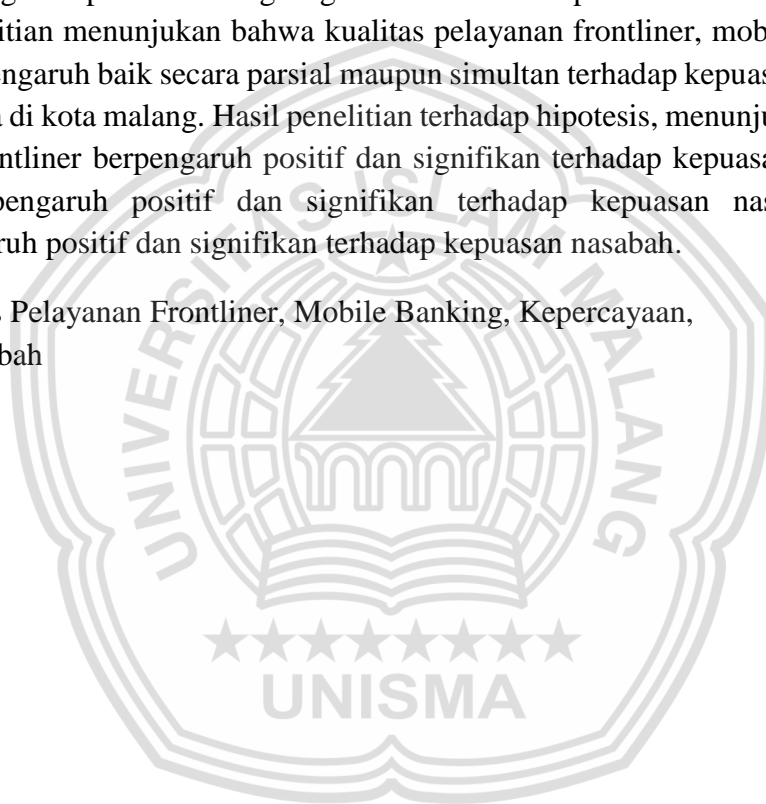 itian menunjukan bahwa kualitas pelayanan frontliner, mob
engaruh baik secara parsial maupun simultan terhadap kepuas
di kota malang. Hasil penelitian terhadap hipotesis, menunju
ntliner berpengaruh positif dan signifikan terhadap kepuasa
pengaruh positif dan signifikan terhadap kepuasan nas
ruh positif dan signifikan terhadap kepuasan nasabah.
Pelayanan Frontliner, Mobile Banking, Kepercayaan,
bah
UNIVERSITAS ISLAM MALANG
UNISMA